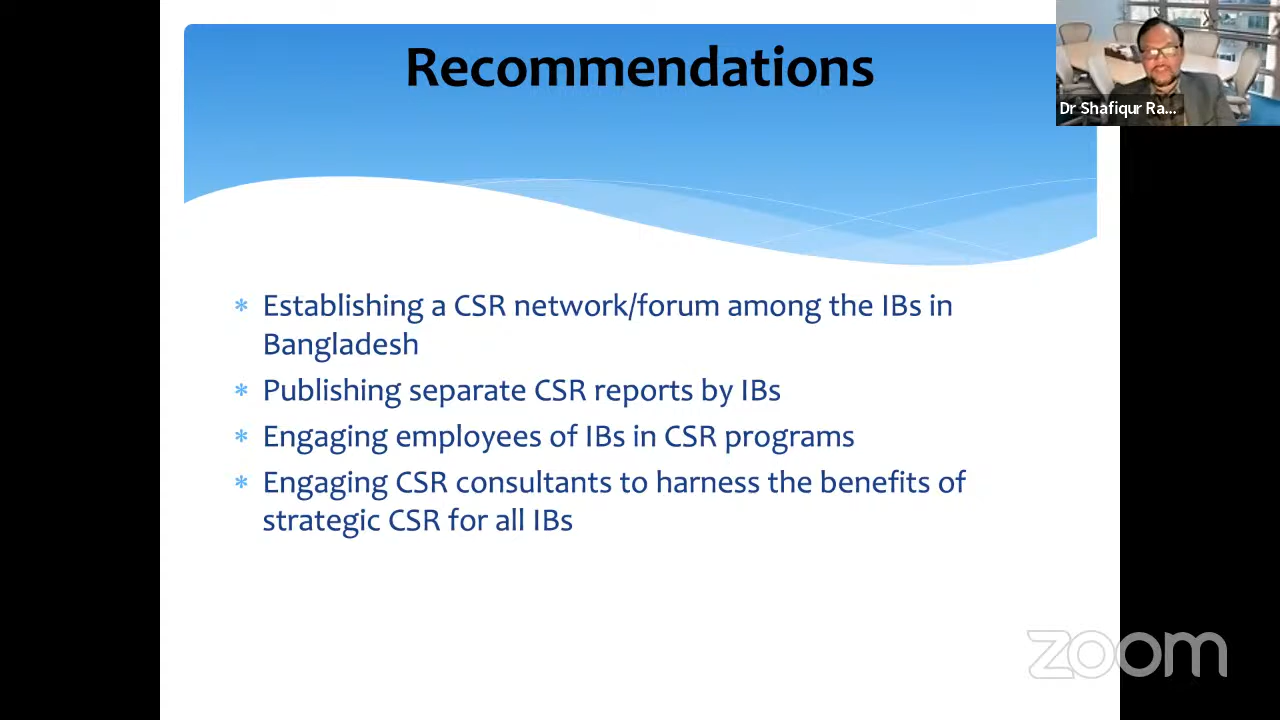 Recommendations
Dr Shafiqur Ra...
* Establishing a CSR network/forum among the IBs in
Bangladesh
* Publishing separate CSR reports by IBs
* Engaging employees of IBs in CSR programs
* Engaging CSR consultants to harness the benefits of
strategic CSR for all IBs
zoom